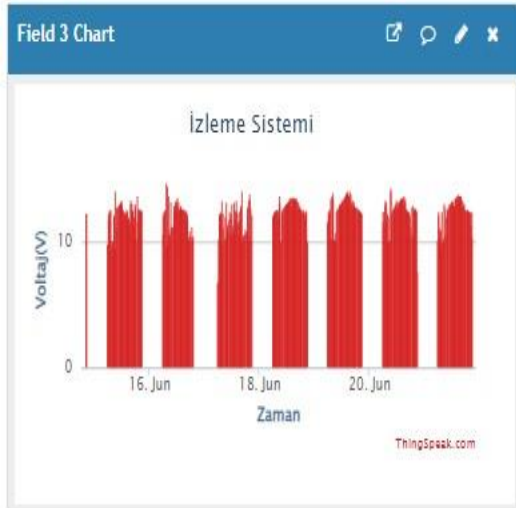 Field 3 Chart
İzleme Sistemi
Voltaj(V)
10
0
16. Jun
18. Jun
20. Jun
Zaman
ThingSpeak.com